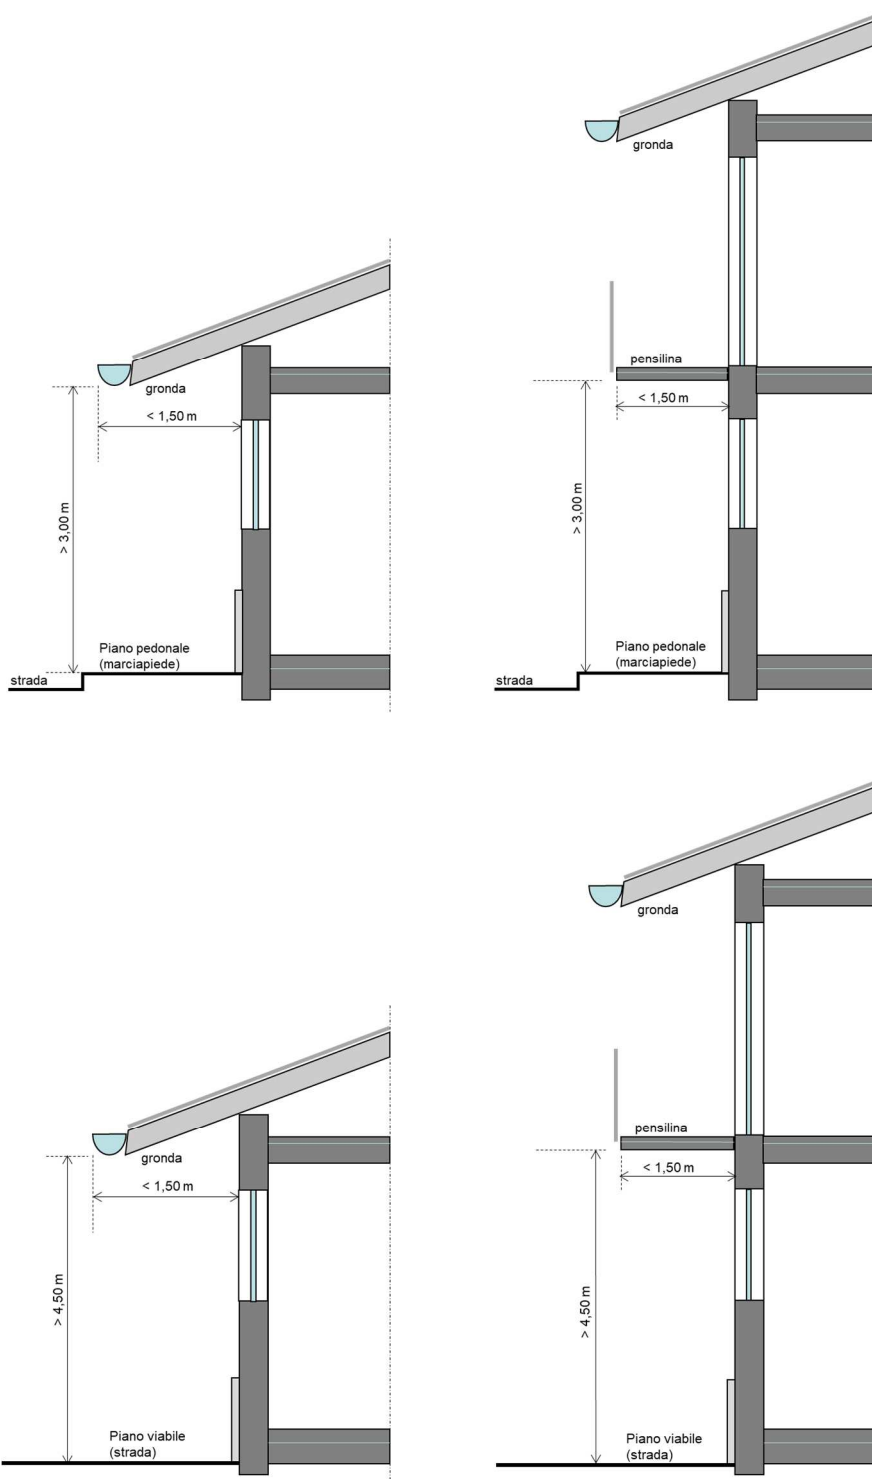 gronda
< 1,50 m
> 3,00 m
Piano pedonale
(marciapiede)
strada
gronda
pensilina
< 1,50 m
> 3,00 m
Piano pedonale
(marciapiede)
strada
gronda
< 1,50 m
> 4,50 m
Piano viabile
(strada)
gronda
pensilina
< 1,50 m
> 4,50 m
Piano viabile
(strada)